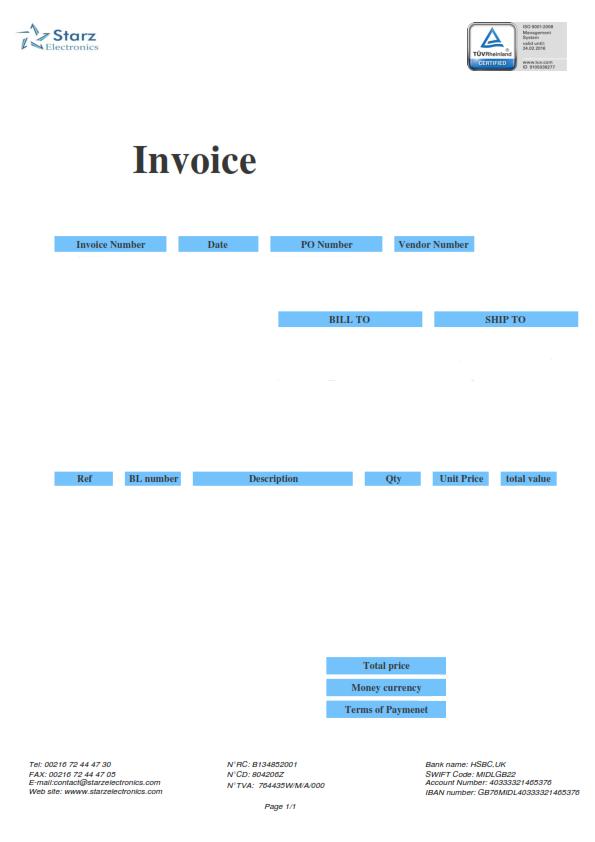 Starz
Electronics
ISO 9001:2008
Management
System
valid until:
24.02.2016
www.tuv.com
ID 9105038277
TÜVRheinland
CERTIFIED
Invoice
Invoice Number Date PO Number Vendor Number
BILL TO SHIP TO
Ref BL number Description Qty Unit Price total value
Total price
Money currency
Terms of Paymenet
Tel: 00216 72 44 47 30
FAX: 00216 72 44 47 05
E-mail:contact@starzelectronics.com
Web site: wwww.starzelectronics.com
N°RC: B134852001
N°CD: 804206Z
N°TVA: 764435W/M/A/000
Bank name: HSBC,UK
SWIFT Code: MIDLGB22
Account Number: 40333321465376
IBAN number: GB76MIDL40333321465376
Page 1/1